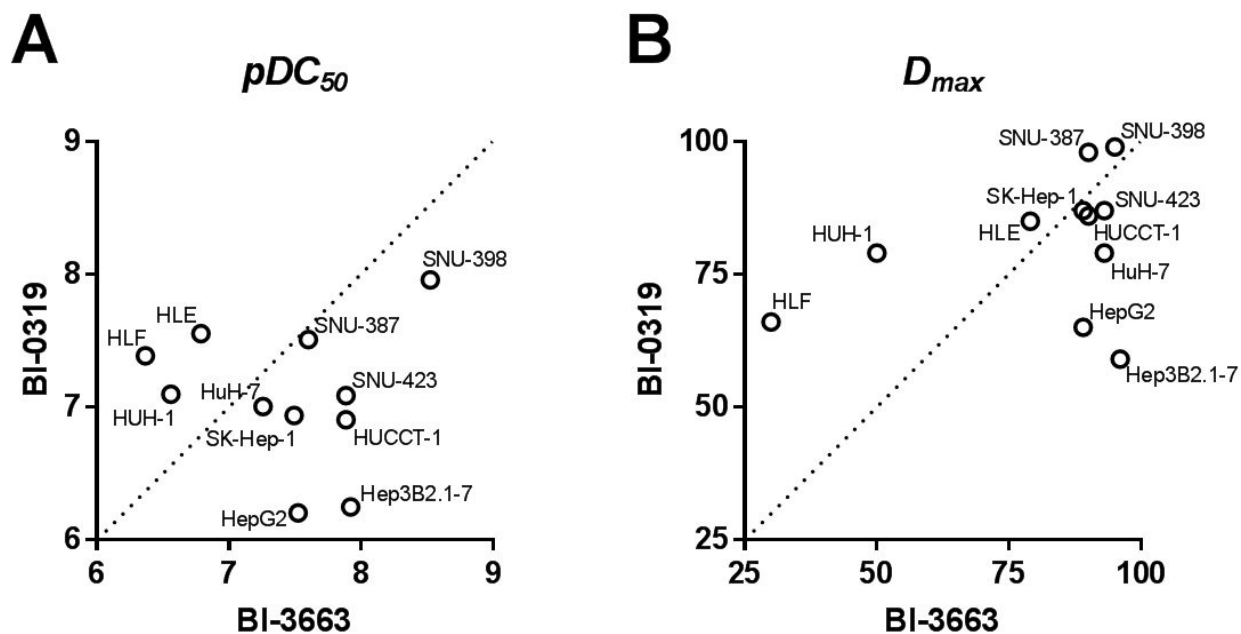 A
pDC50
9
8
7
6
6
7
8
9
BI-0319
BI-3663
SNU-398
HLE
SNU-387
HLF
SNU-423
HuH-7
HUH-1
SK-Hep-1
HUCCT-1
Hep3B2.1-7
HepG2
B
Dmax
100
75
50
25
25
50
75
100
BI-0319
BI-3663
SNU-387
SNU-398
SK-Hep-1
SNU-423
HUH-1
HLE
HUCCT-1
HuH-7
HLF
HepG2
Hep3B2.1-7